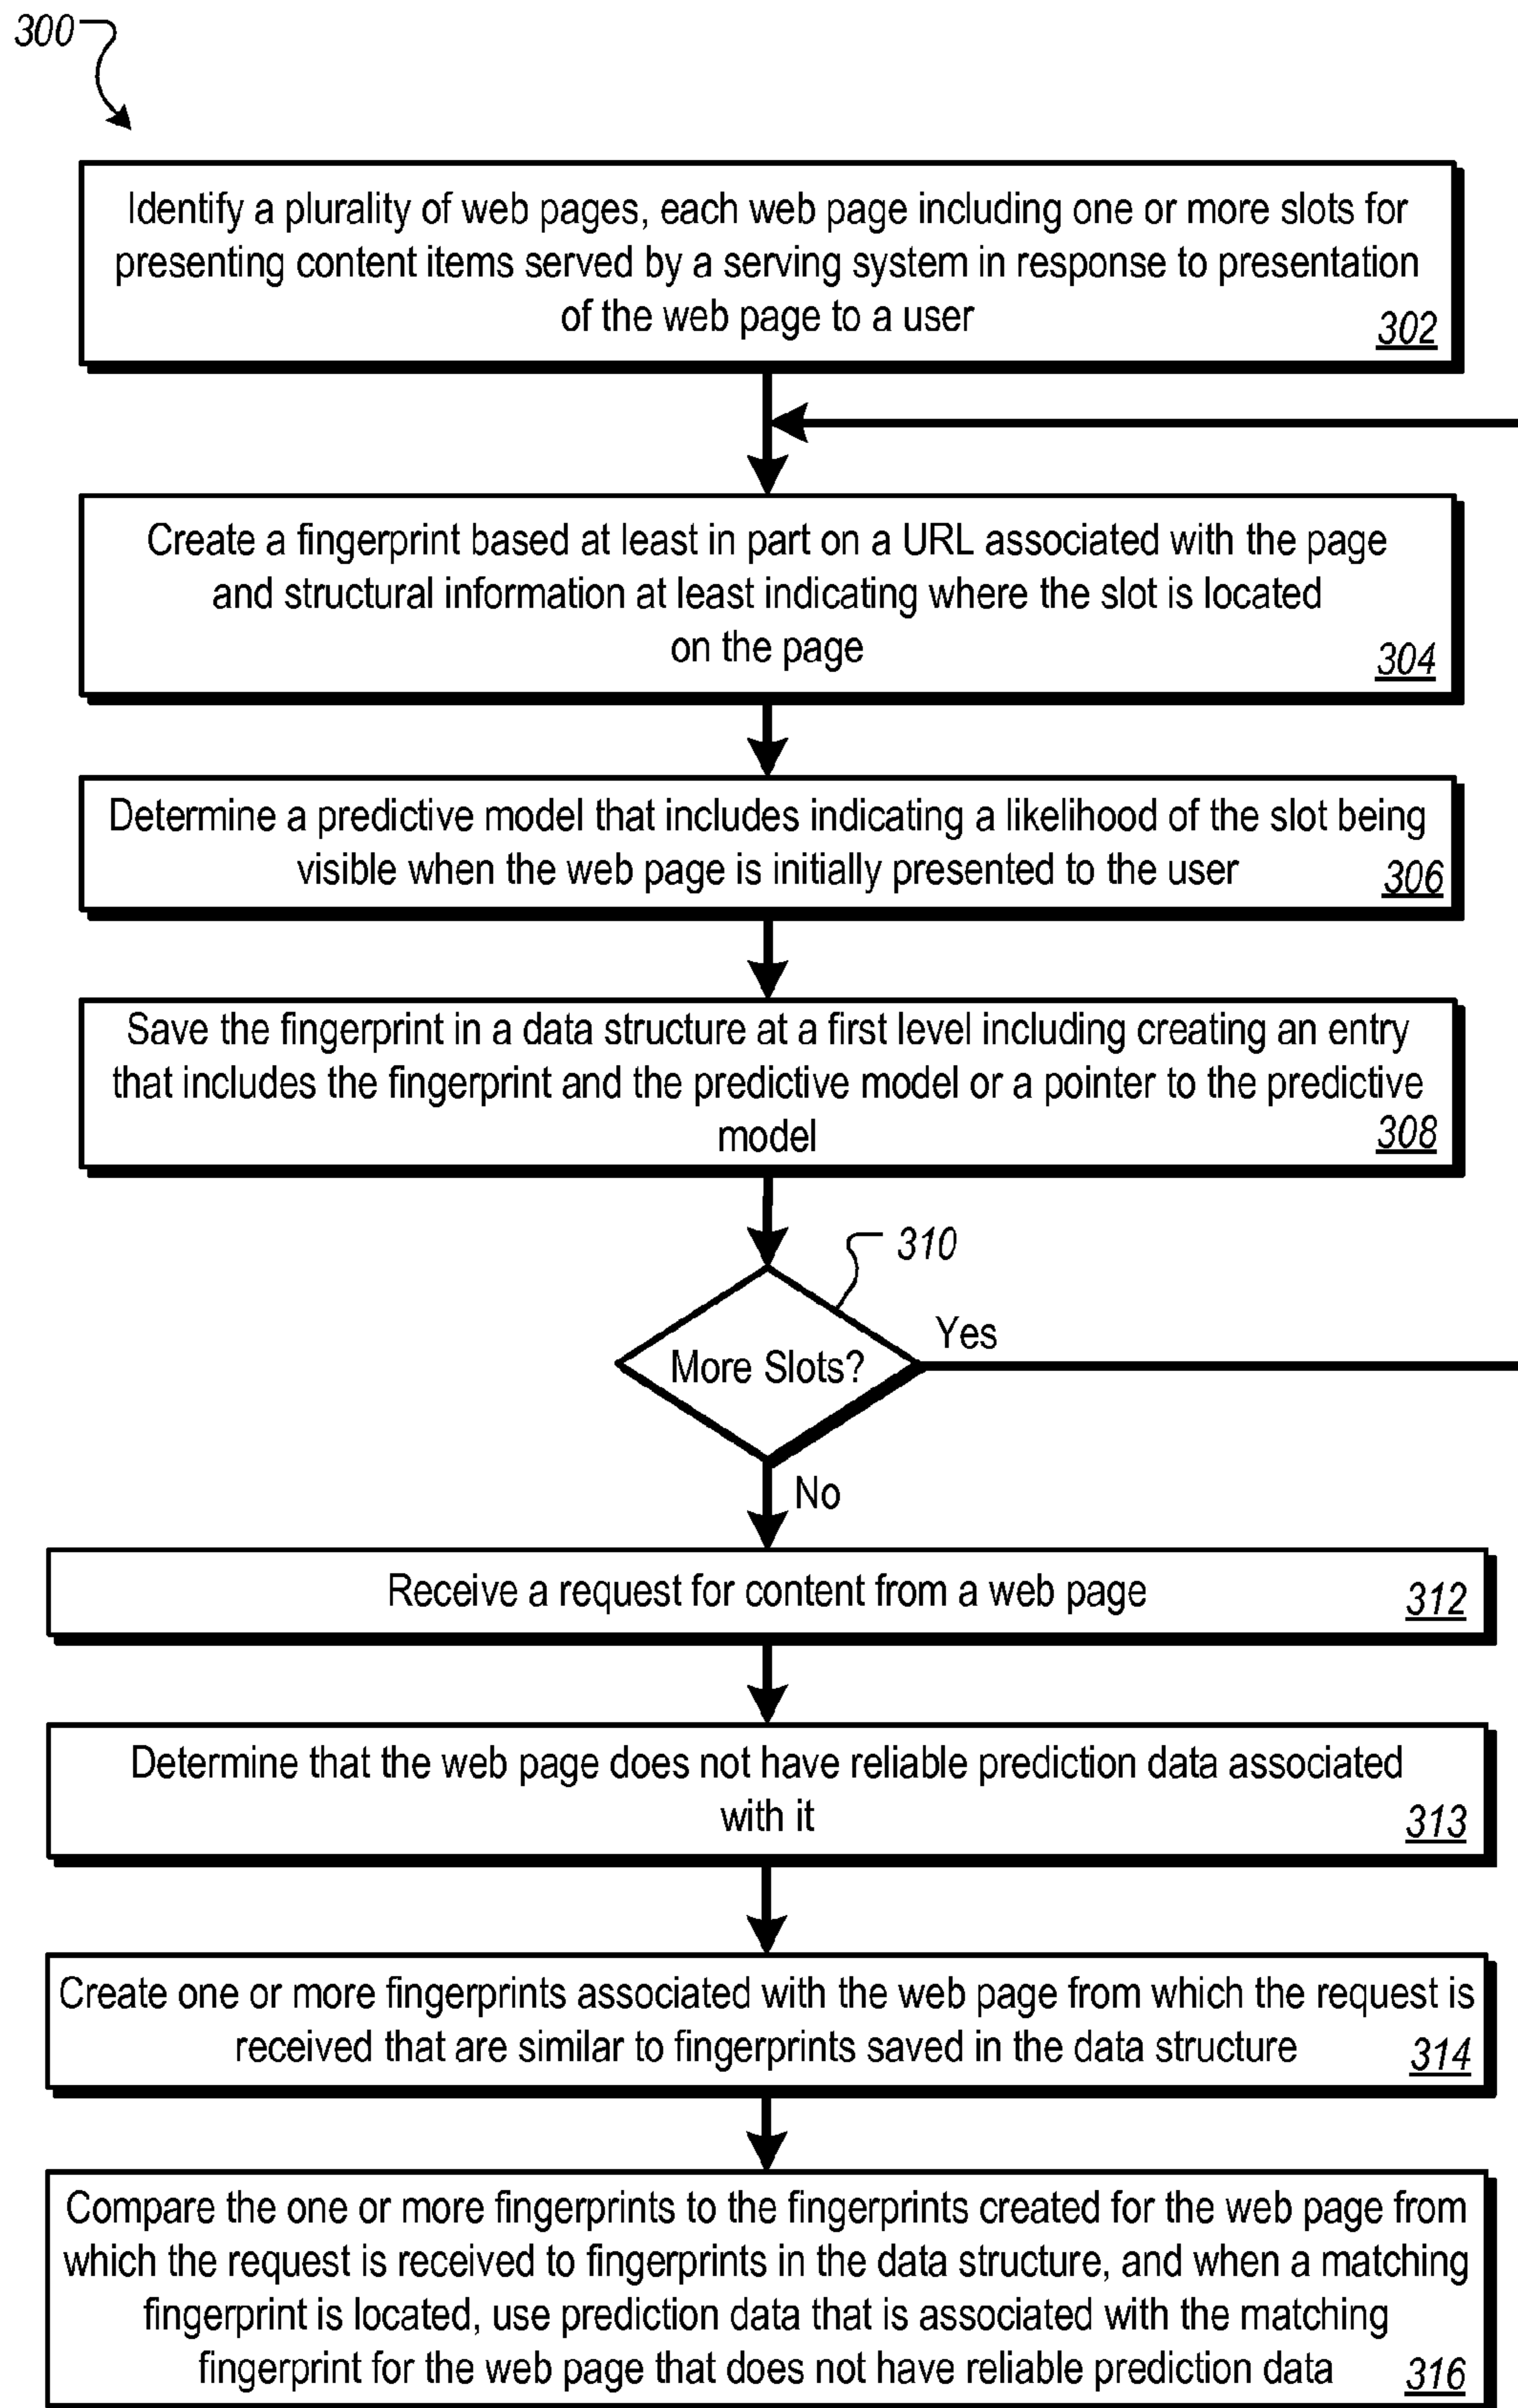 300
Identify a plurality of web pages, each web page including one or more slots for
presenting content items served by a serving system in response to presentation
of the web page to a user
302
Create a fingerprint based at least in part on a URL associated with the page
and structural information at least indicating where the slot is located
on the page
304
Determine a predictive model that includes indicating a likelihood of the slot being
visible when the web page is initially presented to the user
306
Save the fingerprint in a data structure at a first level including creating an entry
that includes the fingerprint and the predictive model or a pointer to the predictive
model
308
310
More Slots?
Yes
No
Receive a request for content from a web page
312
Determine that the web page does not have reliable prediction data associated
with it
313
Create one or more fingerprints associated with the web page from which the request is
received that are similar to fingerprints saved in the data structure
314
Compare the one or more fingerprints to the fingerprints created for the web page from
which the request is received to fingerprints in the data structure, and when a matching
fingerprint is located, use prediction data that is associated with the matching
fingerprint for the web page that does not have reliable prediction data
316